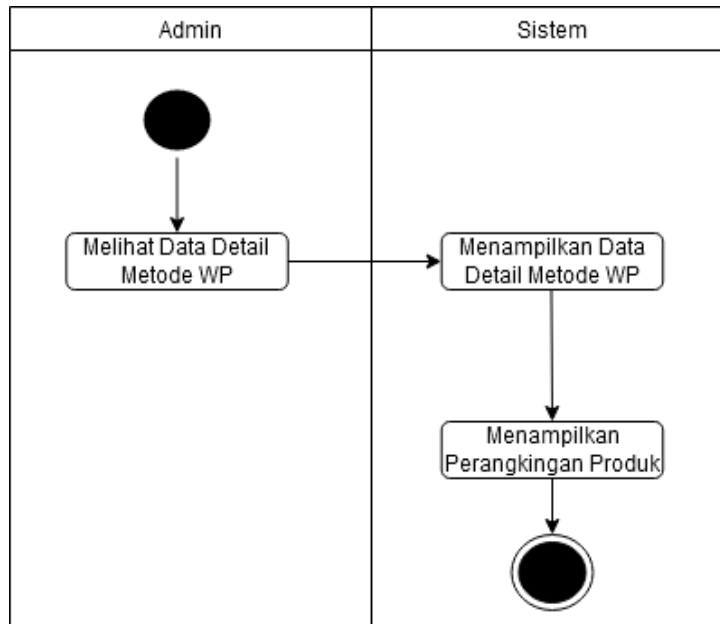 Admin
Sistem
Melihat Data Detail
Metode WP
Menampilkan Data
Detail Metode WP
Menampilkan
Perangkingan Produk